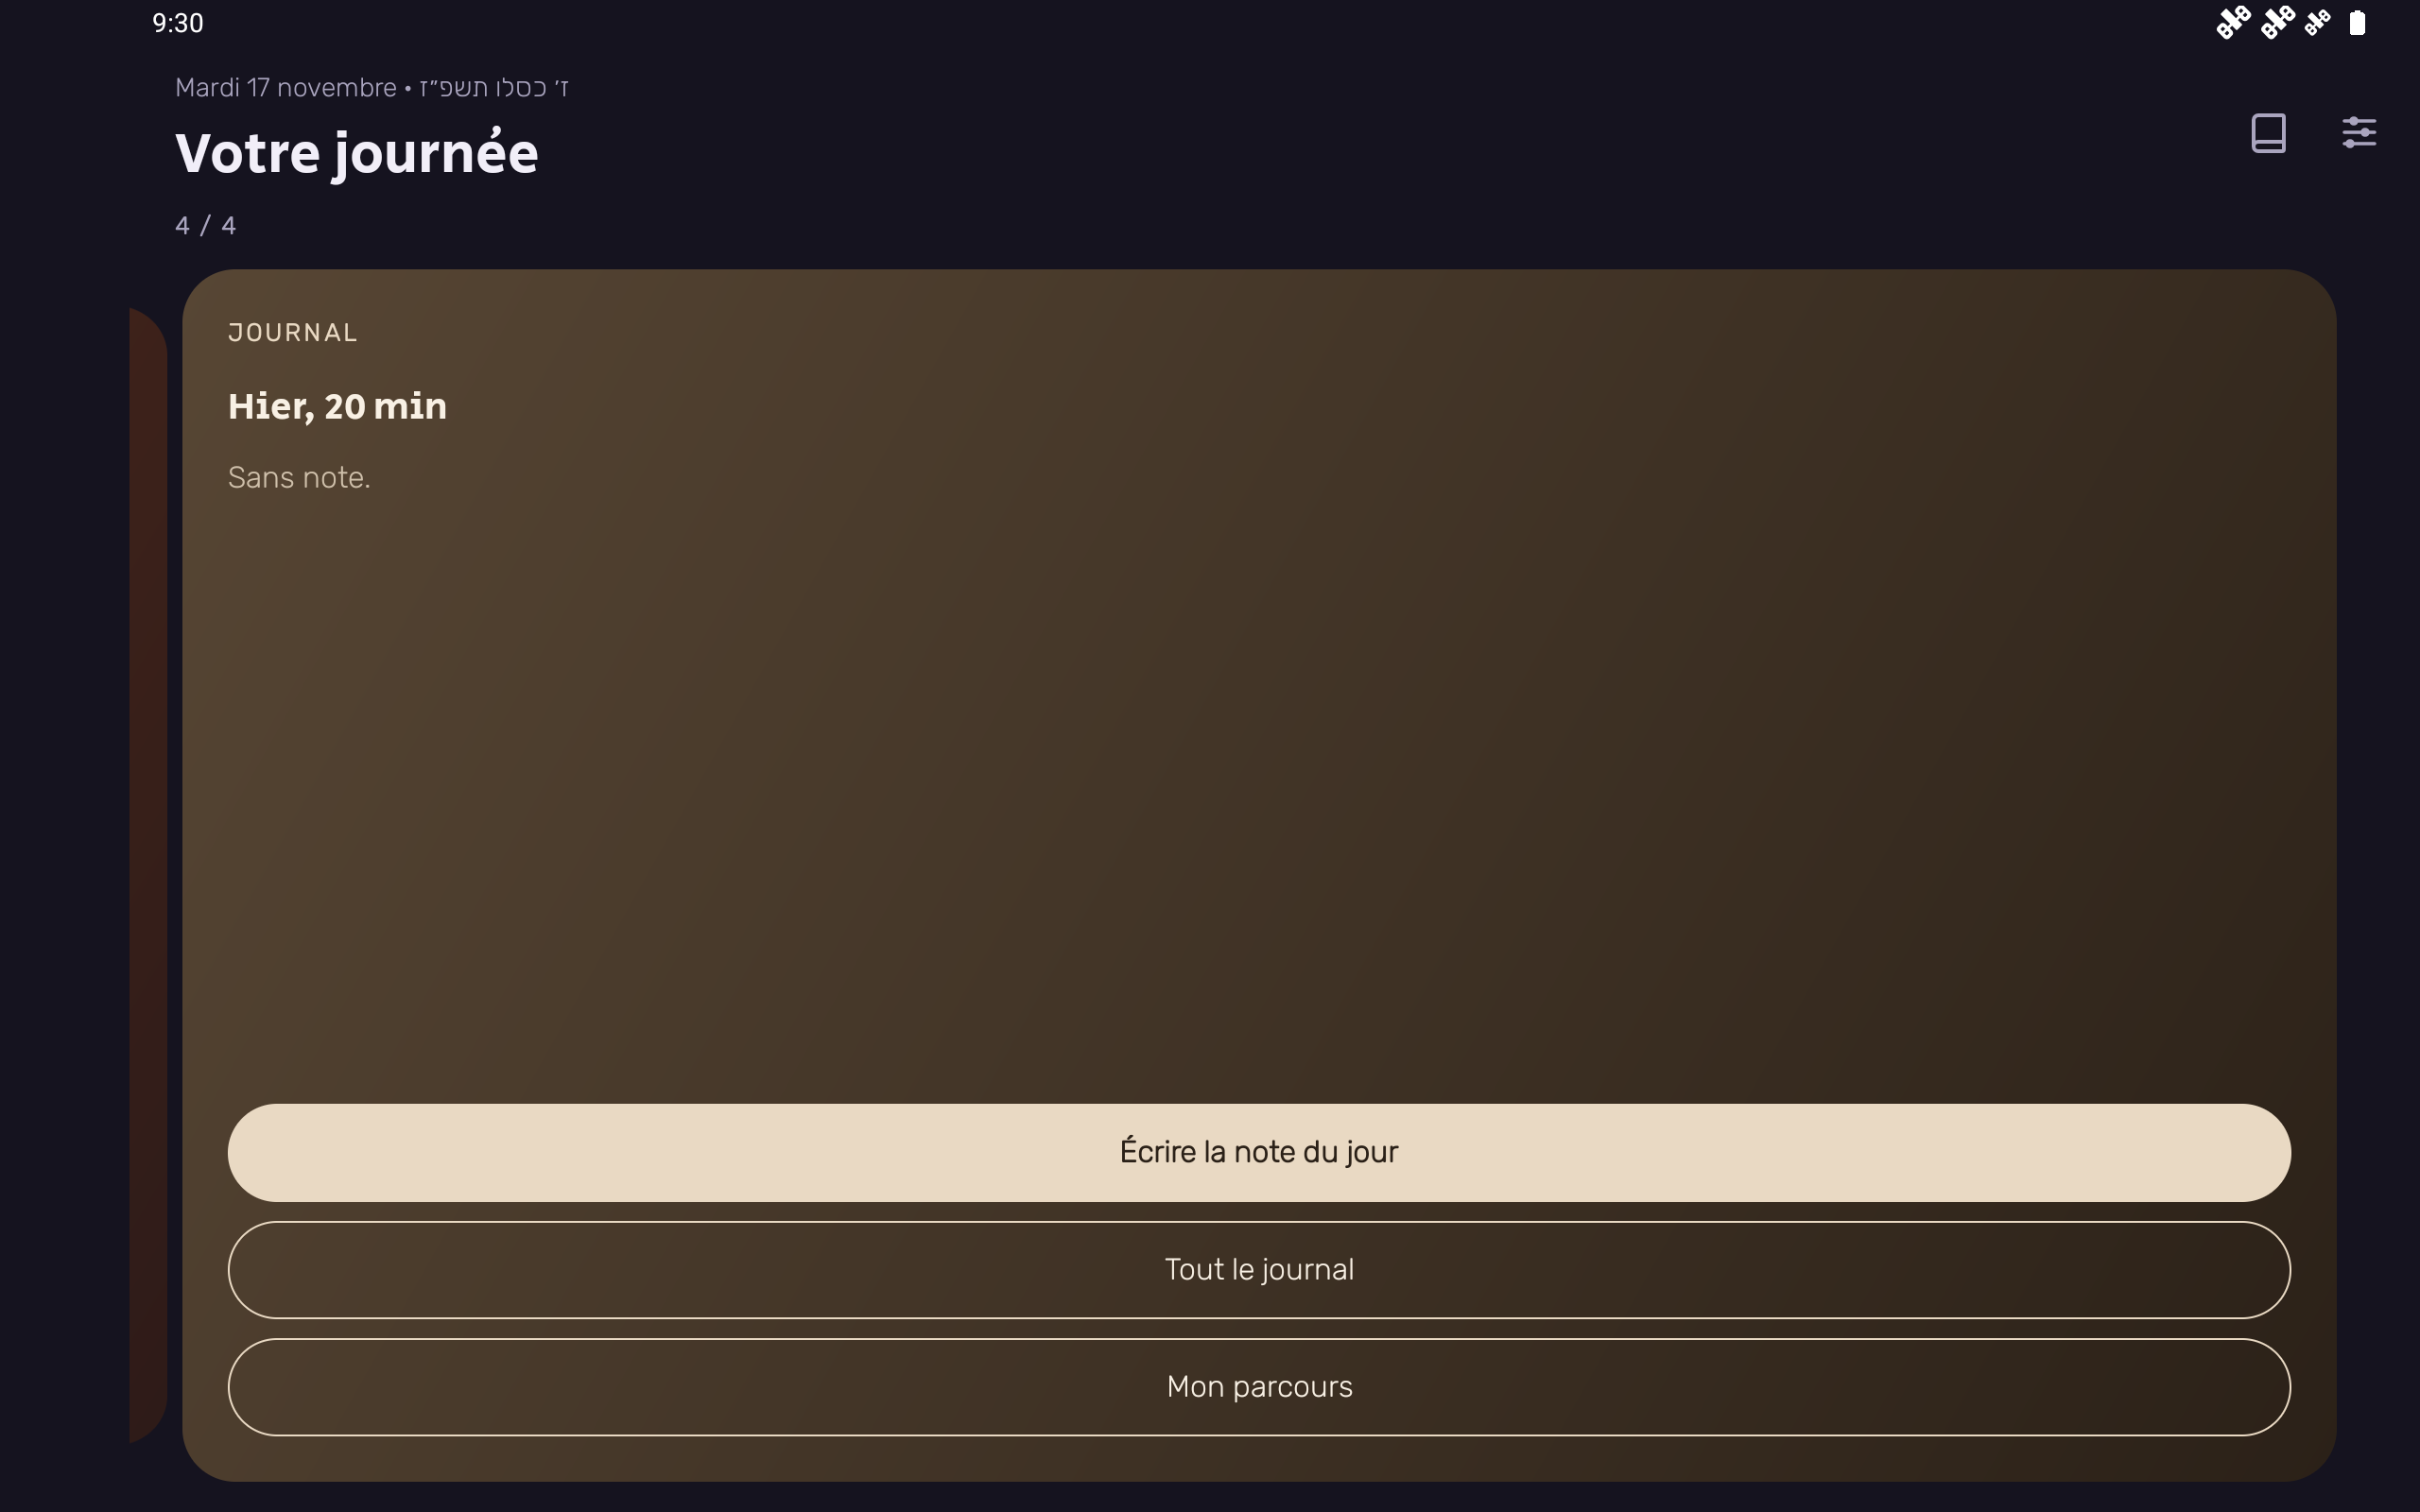 9:30
Mardi 17 novembre • ז׳ כסלו תשפ״ז
Votre journée
4 / 4
JOURNAL
Hier, 20 min
Sans note.
Écrire la note du jour
Tout le journal
Mon parcours